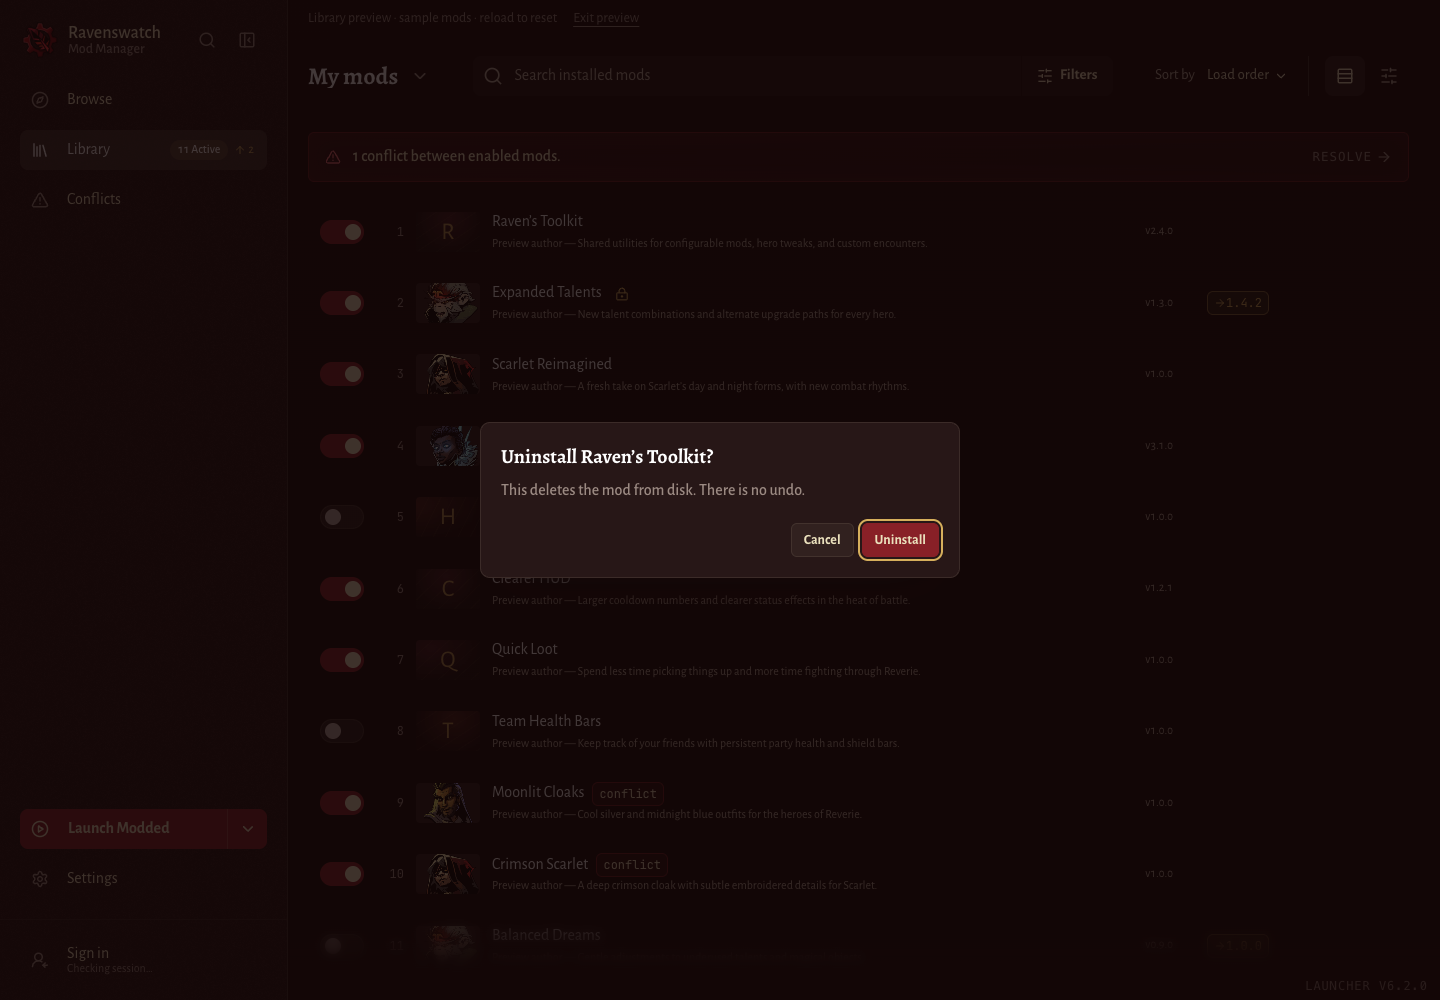 Ravenswatch
Mod Manager
Browse
Library
11 Active
2
Conflicts
Launch Modded
Settings
Sign in
Checking session...
Library preview · sample mods · reload to reset
Exit preview
My mods
Search installed mods
Filters
Sort by
Load order
1 conflict between enabled mods.
RESOLVE
1
R
Raven's Toolkit
Preview author — Shared utilities for configurable mods, hero tweaks, and custom encounters.
v2.4.0
2
Expanded Talents
Preview author — New talent combinations and alternate upgrade paths for every hero.
v1.3.0
→1.4.2
3
Scarlet Reimagined
Preview author — A fresh take on Scarlet's day and night forms, with new combat rhythms.
v1.0.0
4
v3.1.0
Uninstall Raven's Toolkit?
This deletes the mod from disk. There is no undo.
Cancel
Uninstall
5
H
v1.0.0
6
C
Clearer HUD
Preview author — Larger cooldown numbers and clearer status effects in the heat of battle.
v1.2.1
7
Q
Quick Loot
Preview author — Spend less time picking things up and more time fighting through Reverie.
v1.0.0
8
T
Team Health Bars
Preview author — Keep track of your friends with persistent party health and shield bars.
v1.0.0
9
Moonlit Cloaks
conflict
Preview author — Cool silver and midnight blue outfits for the heroes of Reverie.
v1.0.0
10
Crimson Scarlet
conflict
Preview author — A deep crimson cloak with subtle embroidered details for Scarlet.
v1.0.0
Balanced Dreams
LAUNCHER V6.2.0